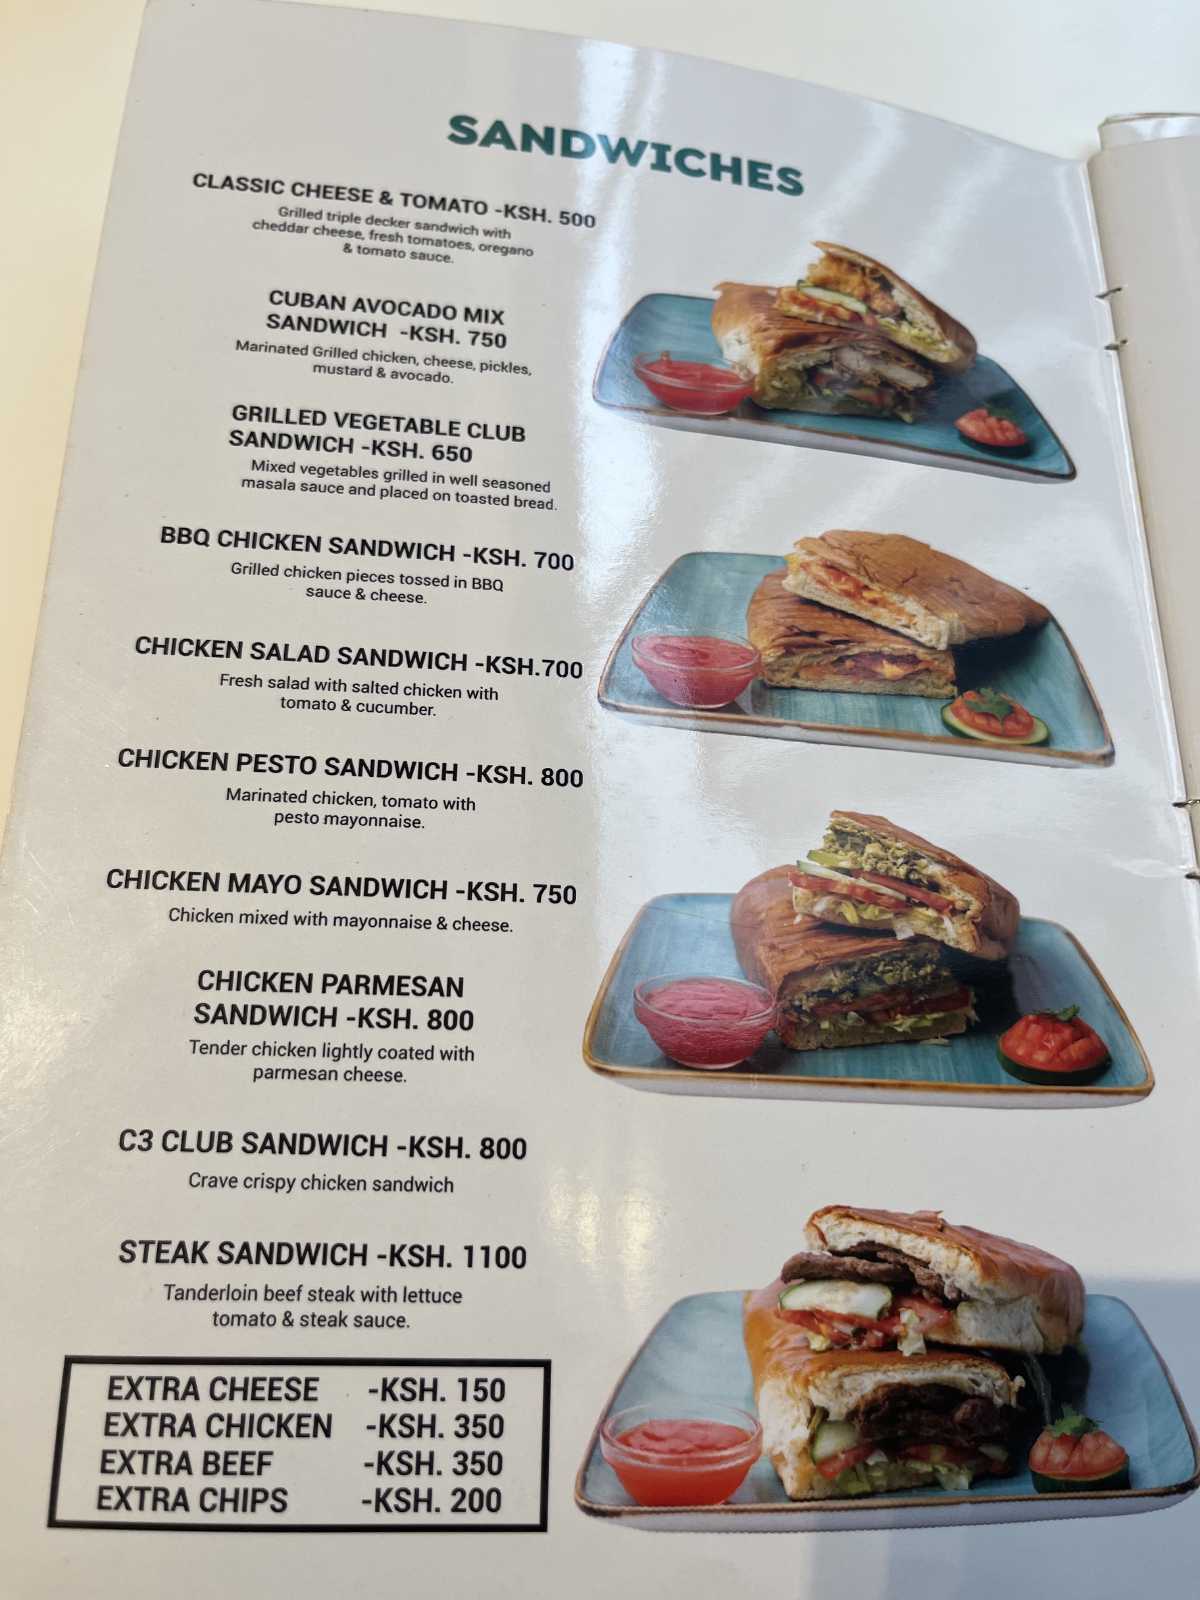 SANDWICHES
CLASSIC CHEESE & TOMATO -KSH. 500
Grilled triple decker sandwich with
cheddar cheese, fresh tomatoes, oregano
& tomato sauce.
CUBAN AVOCADO MIX
SANDWICH -KSH. 750
Marinated Grilled chicken, cheese, pickles,
mustard & avocado.
GRILLED VEGETABLE CLUB
SANDWICH -KSH. 650
Mixed vegetables grilled in well seasoned
masala sauce and placed on toasted bread.
BBQ CHICKEN SANDWICH -KSH. 700
Grilled chicken pieces tossed in BBQ
sauce & cheese.
CHICKEN SALAD SANDWICH -KSH.700
Fresh salad with salted chicken with
tomato & cucumber.
CHICKEN PESTO SANDWICH -KSH. 800
Marinated chicken, tomato with
pesto mayonnaise.
CHICKEN MAYO SANDWICH -KSH. 750
Chicken mixed with mayonnaise & cheese.
CHICKEN PARMESAN
SANDWICH -KSH. 800
Tender chicken lightly coated with
parmesan cheese.
C3 CLUB SANDWICH -KSH. 800
Crave crispy chicken sandwich
STEAK SANDWICH -KSH. 1100
Tanderloin beef steak with lettuce
tomato & steak sauce.
EXTRA CHEESE -KSH. 150
EXTRA CHICKEN -KSH. 350
EXTRA BEEF -KSH. 350
EXTRA CHIPS -KSH. 200